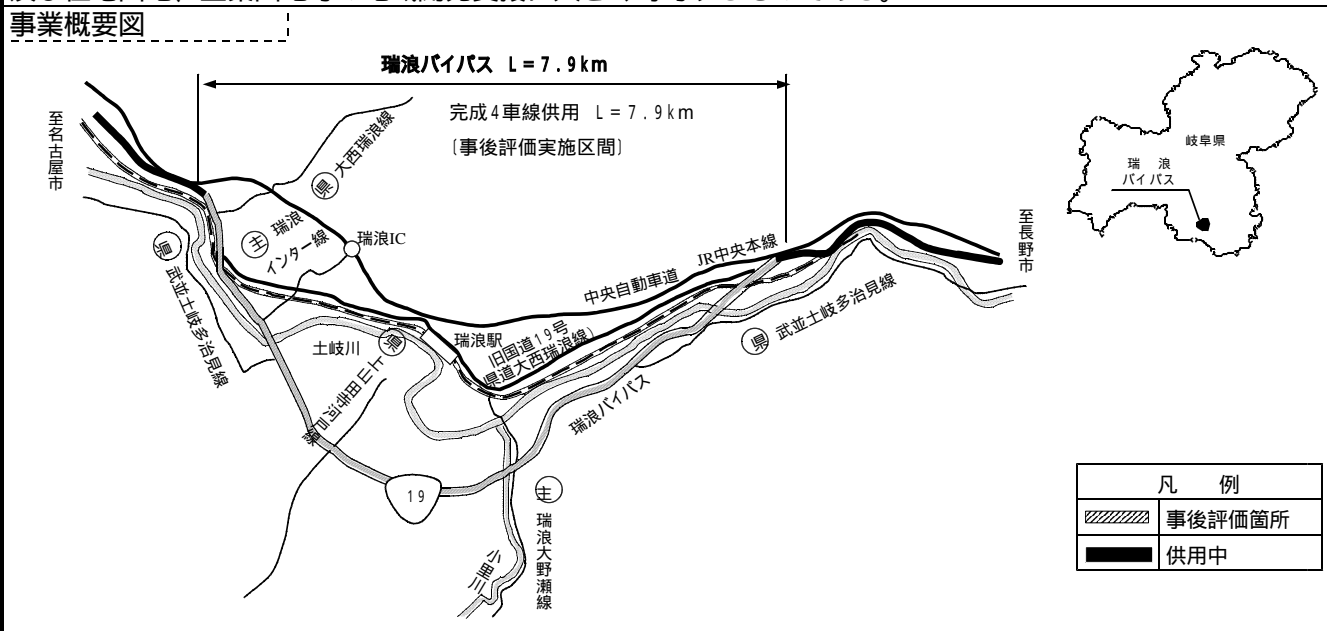 事業概要図
瑞浪バイパス L=7.9km
完成4車線供用 L=7.9km
〔事後評価実施区間〕
至名古屋市
県 大西瑞浪線
主 瑞浪
インター線
瑞浪IC
県 武並土岐多治見線
土岐川
県
瑞浪駅
旧国道19号
(県道大西瑞浪線)
中央自動車道
JR中央本線
至長野市
県 武並土岐多治見線
瑞浪バイパス
19
主 瑞浪大野瀬線
小里川
岐阜県
瑞浪
バイパス
凡 例
事後評価箇所
供用中